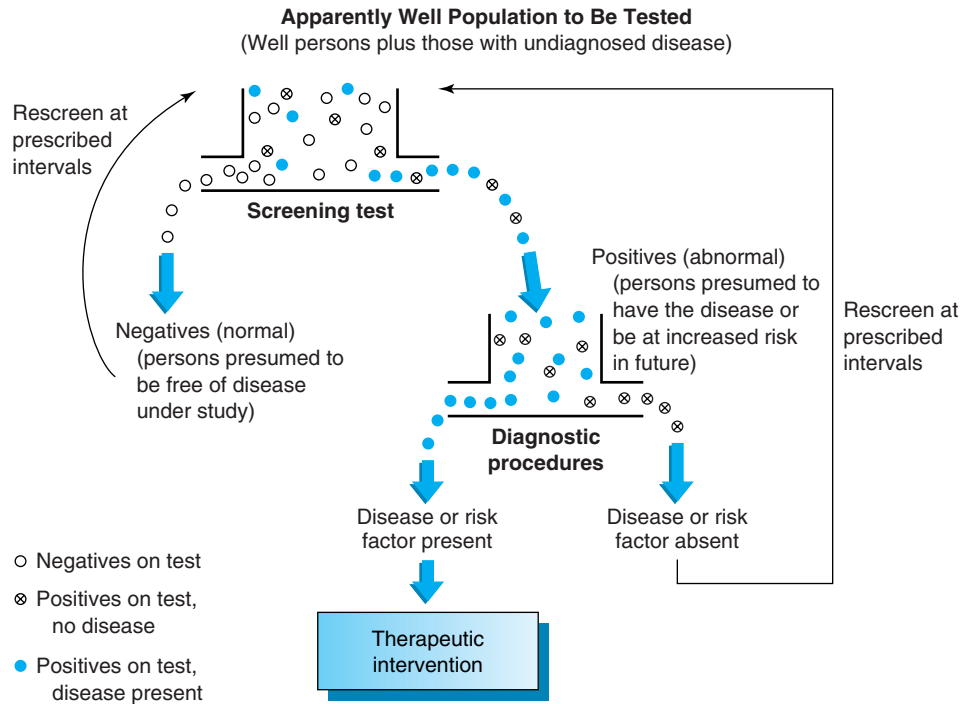 Apparently Well Population to Be Tested
(Well persons plus those with undiagnosed disease)
Rescreen at
prescribed
intervals
Screening test
Negatives (normal)
(persons presumed to
be free of disease
under study)
Positives (abnormal)
(persons presumed to
have the disease or
be at increased risk
in future)
Rescreen at
prescribed
intervals
Diagnostic
procedures
Disease or risk
factor present
Disease or risk
factor absent
Therapeutic
intervention
Negatives on test
Positives on test,
no disease
Positives on test,
disease present